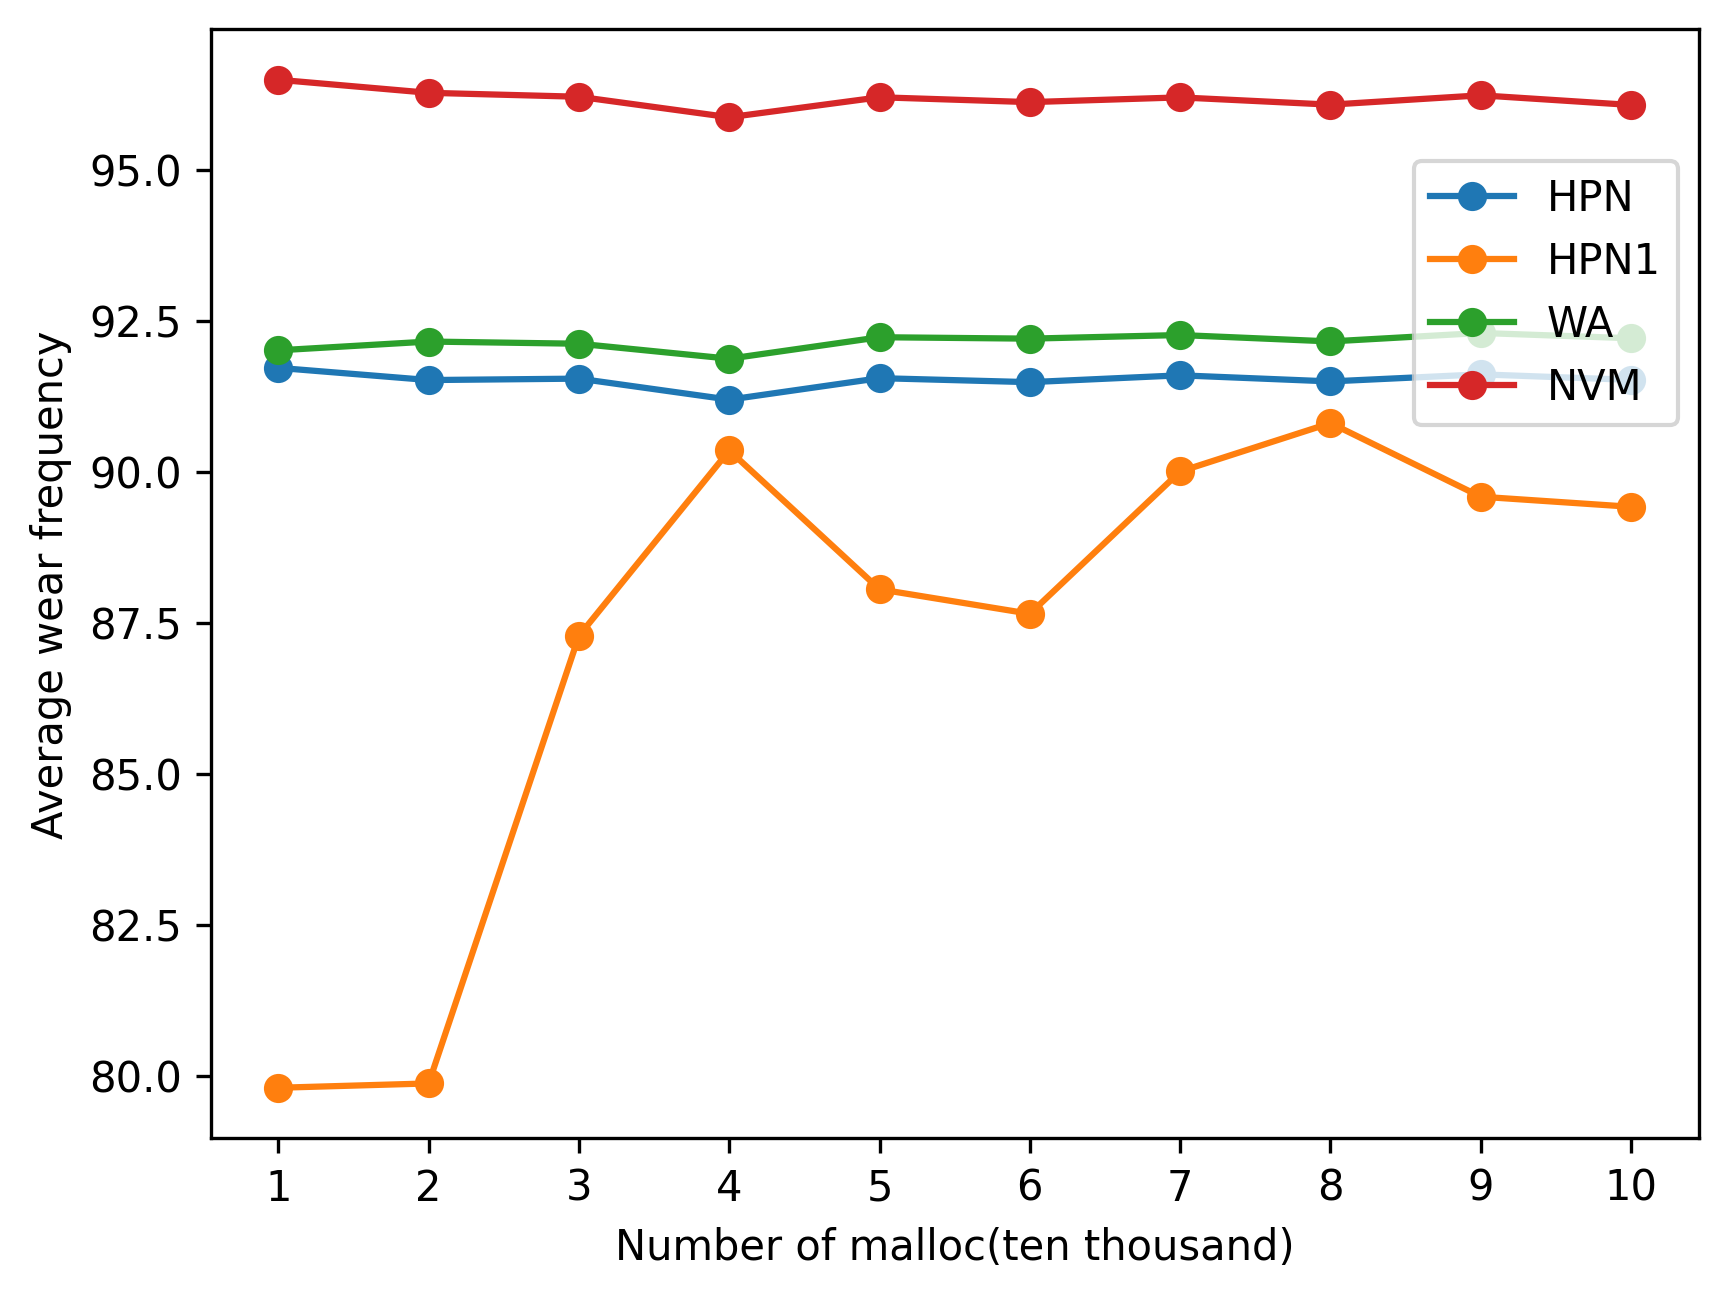 95.0
92.5
90.0
87.5
85.0
82.5
80.0
Average wear frequency
HPN
HPN1
WA
NVM
1 2 3 4 5 6 7 8 9 10
Number of malloc(ten thousand)